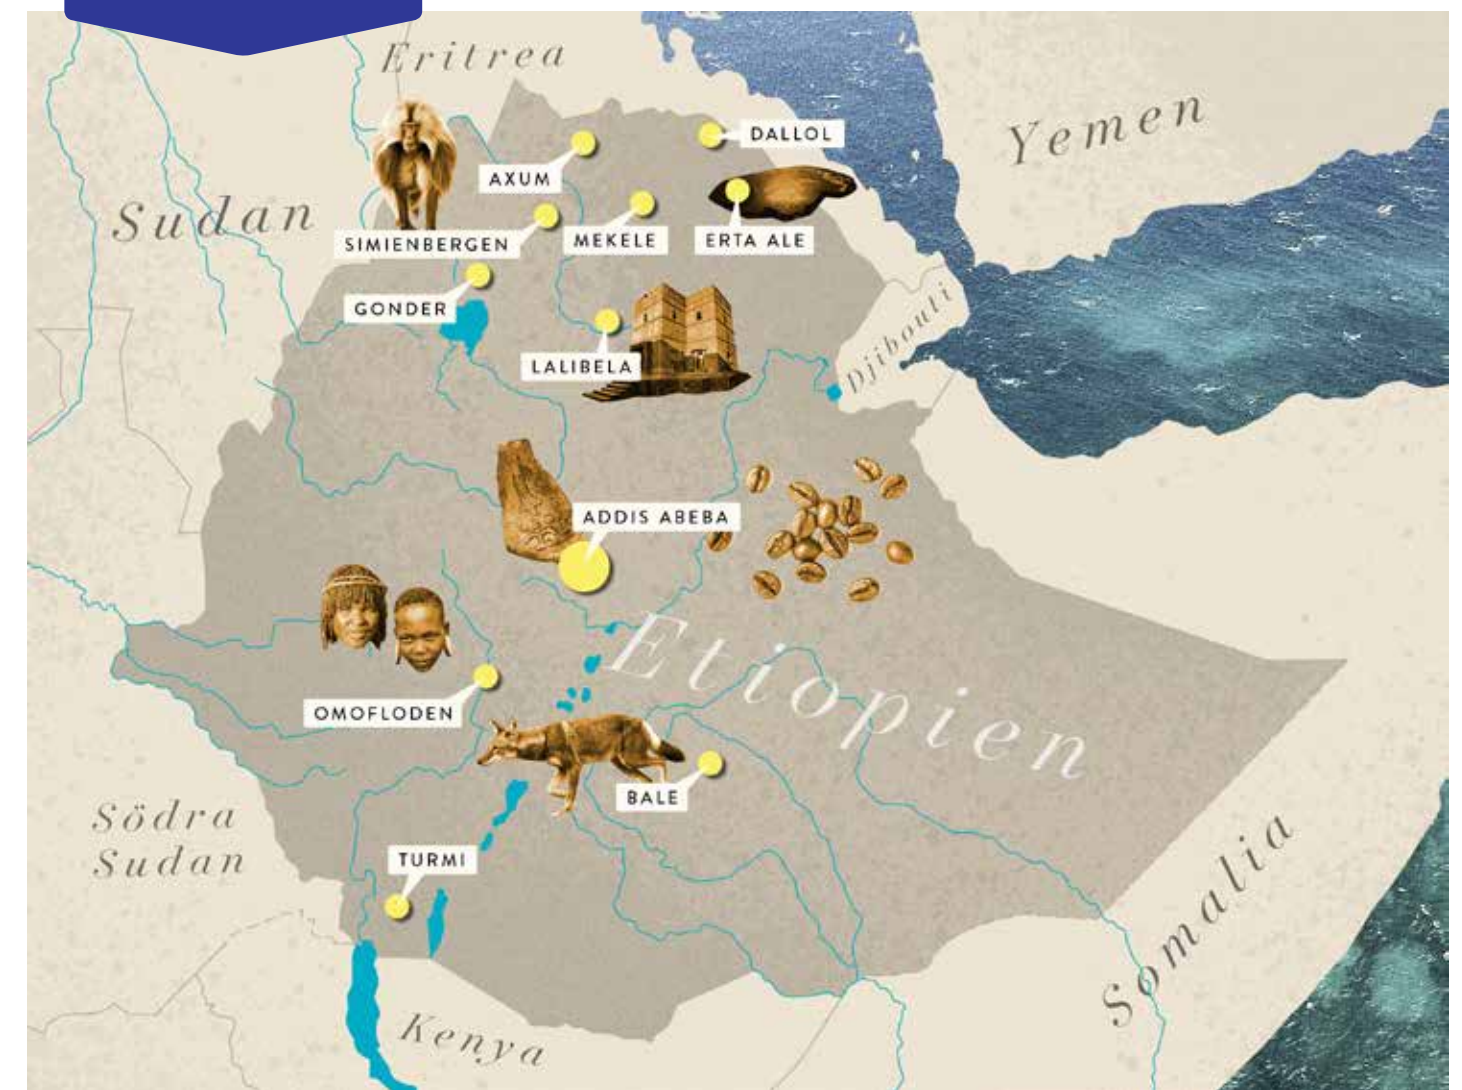 Eritrea
Yemen
DALLOL
AXUM
Sudan
SIMIENBERGEN
MEKELE
ERTA ALE
GONDER
Djibouti
LALIBELA
ADDIS ABEBA
Etiopien
OMOFLODEN
BALE
Södra
Sudan
TURMI
Somalia
Kenya